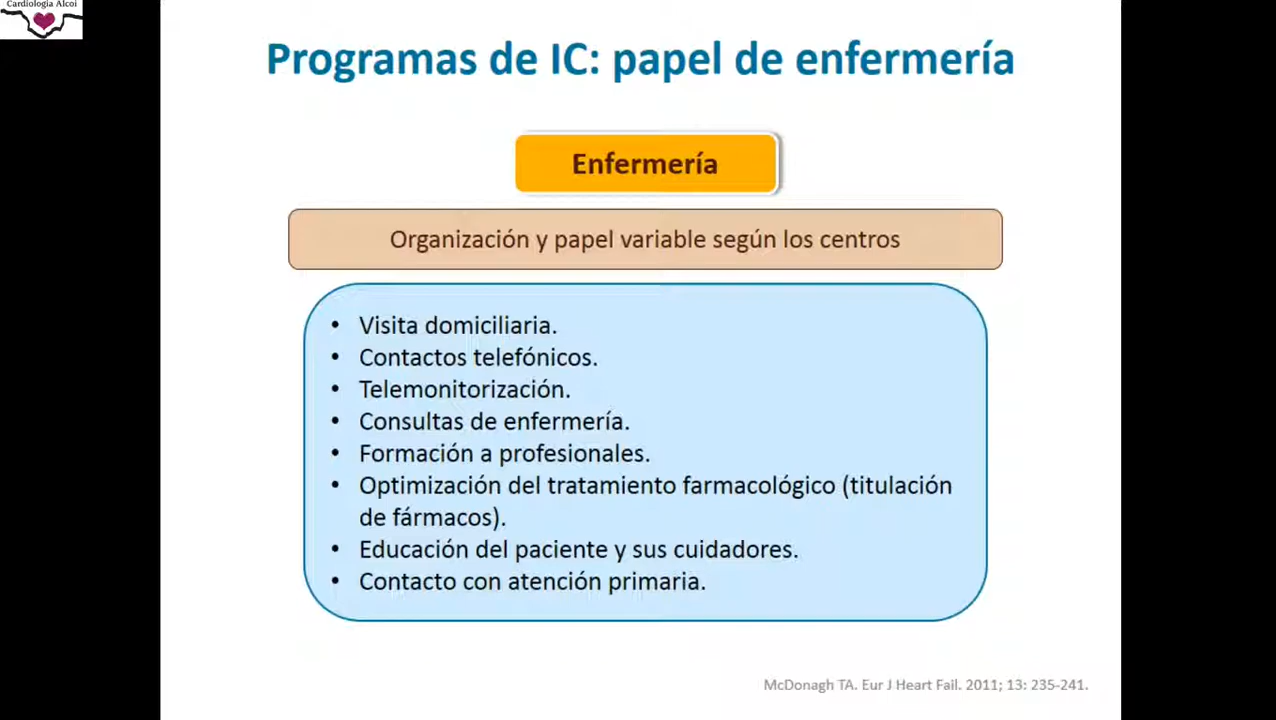 Cardiología Alcoi
Programas de IC: papel de enfermería
Enfermería
Organización y papel variable según los centros
• Visita domiciliaria.
• Contactos telefónicos.
• Telemonitorización.
• Consultas de enfermería.
• Formación a profesionales.
• Optimización del tratamiento farmacológico (titulación
de fármacos).
• Educación del paciente y sus cuidadores.
• Contacto con atención primaria.
McDonagh TA. Eur J Heart Fail. 2011; 13: 235-241.